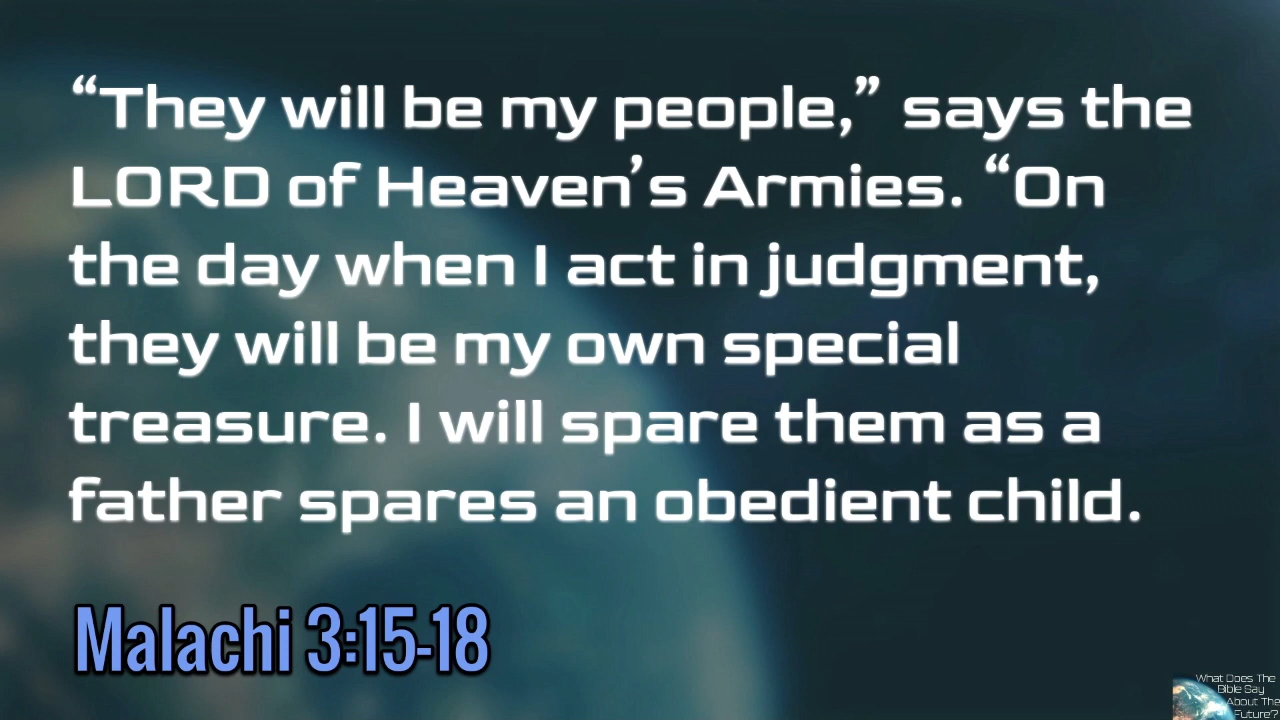 “They will be my people,” says the
LORD of Heaven’s Armies. “On
the day when I act in judgment,
they will be my own special
treasure. I will spare them as a
father spares an obedient child.
Malachi 3:15-18
What Does The
Bible Say
About The
Future?